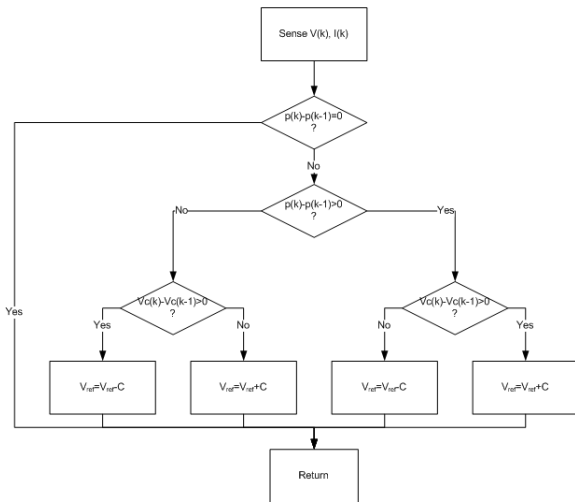 Sense V(k), I(k)
p(k)-p(k-1)=0
?
No
p(k)-p(k-1)>0
?
No
Yes
Vc(k)-Vc(k-1)>0
?
Vc(k)-Vc(k-1)>0
?
Yes
Yes
No
No
Yes
Vref=Vref-C
Vref=Vref+C
Vref=Vref-C
Vref=Vref+C
Return